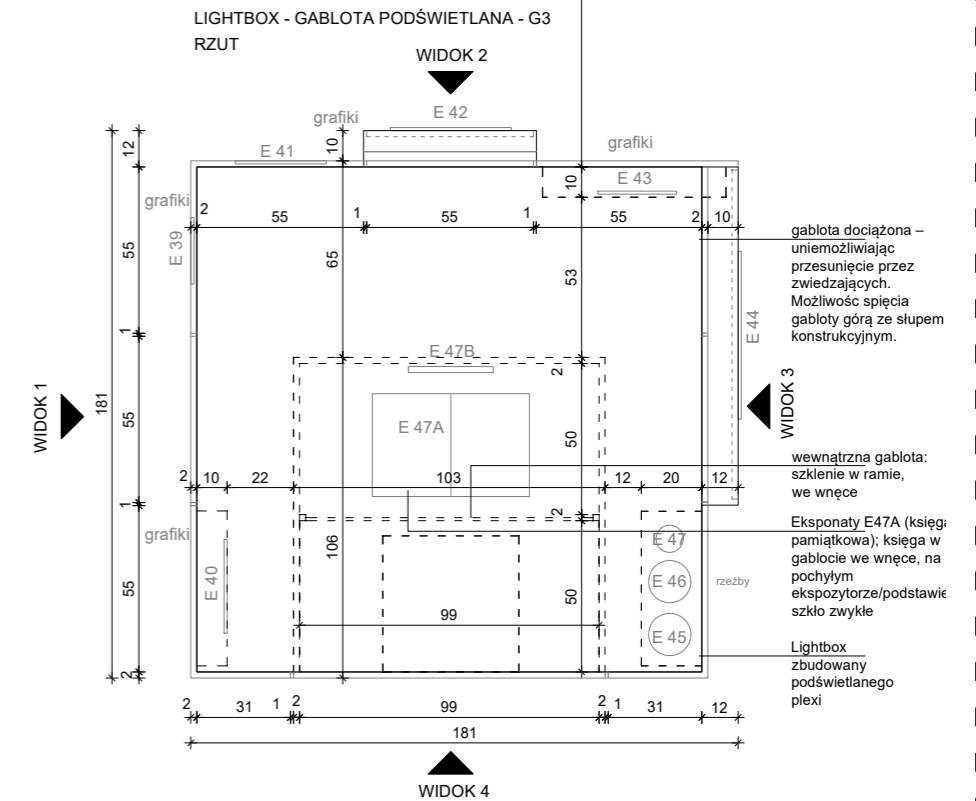 LIGHTBOX - GABLOTA PODŚWIETLANA - G3
RZUT
WIDOK 2
grafiki
E 42
grafiki
E 41
E 43
12
10
10
grafiki
2
55
1
55
1
55
2
10
E 39
55
65
53
gablota dociążona –
uniemożliwiając
przesunięcie przez
zwiedzających.
Możliwośc spięcia
gabloty górą ze słupem
konstrukcyjnym.
E 44
1
E 47B
2
WIDOK 1
181
55
E 47A
50
WIDOK 3
wewnątrzna gablota:
szklenie w ramie,
we wnęce
2
10
22
103
12
20
12
1
2
Eksponaty E47A (księga
pamiątkowa); księga w
gablocie we wnęce, na
pochyłym
ekspozytorze/podstawie
szkło zwykłe
grafiki
106
E 47
E 40
55
50
E 46
rzeźby
99
E 45
Lightbox
zbudowany
podświetlanego
plexi
2
2
31
1
2
99
2
1
31
12
181
WIDOK 4